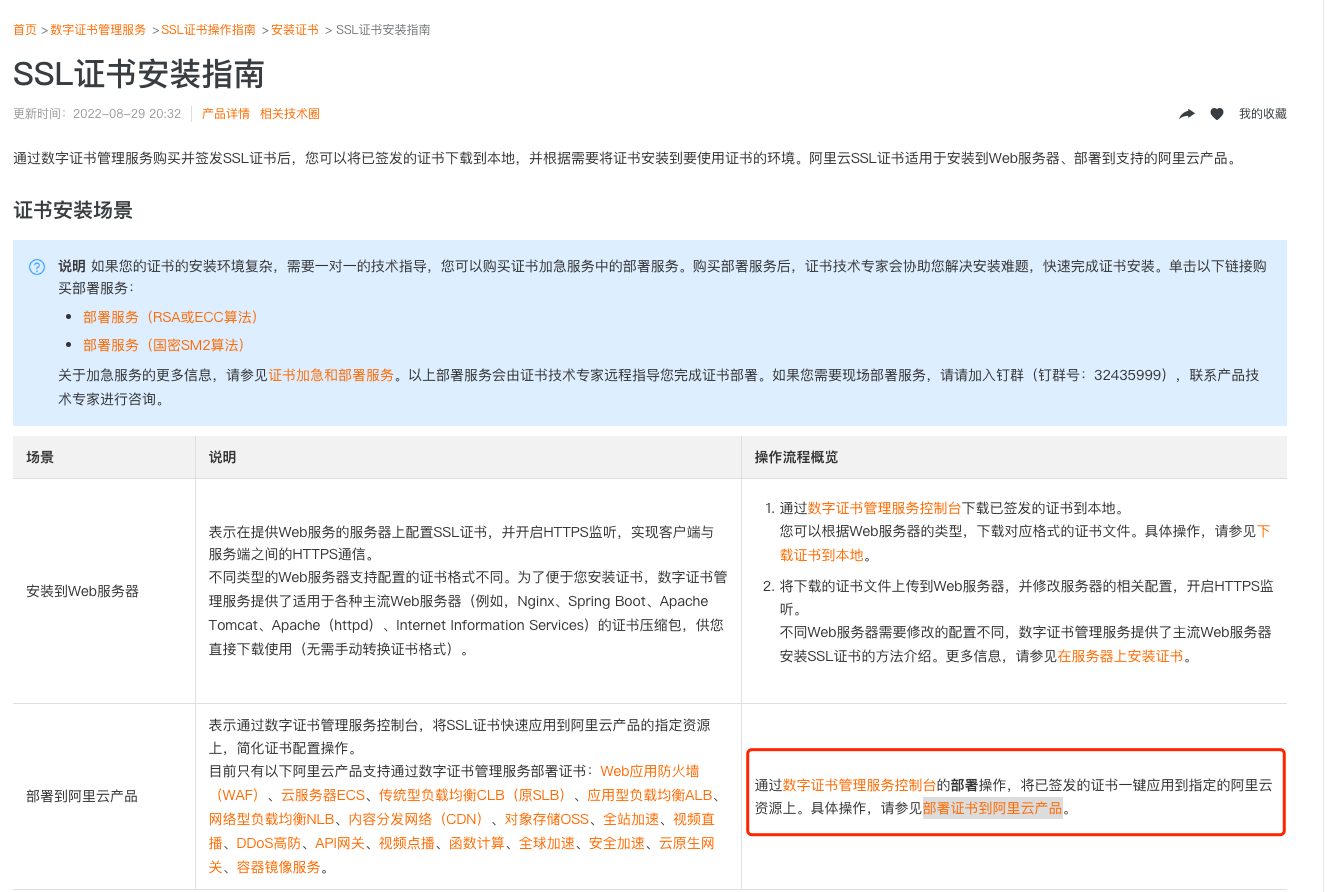 首页 >数字证书管理服务 >SSL证书操作指南 >安装证书 > SSL证书安装指南
SSL证书安装指南
更新时间：2022-08-29 20:32 产品详情 相关技术圈
我的收藏
通过数字证书管理服务购买并签发SSL证书后，您可以将已签发的证书下载到本地，并根据需要将证书安装到要使用证书的环境。阿里云SSL证书适用于安装到Web服务器、部署到支持的阿里云产品。
证书安装场景
说明 如果您的证书的安装环境复杂，需要一对一的技术指导，您可以购买证书加急服务中的部署服务。购买部署服务后，证书技术专家会协助您解决安装难题，快速完成证书安装。单击以下链接购
买部署服务：
• 部署服务（RSA或ECC算法）
• 部署服务（国密SM2算法）
关于加急服务的更多信息，请参见证书加急和部署服务。以上部署服务会由证书技术专家远程指导您完成证书部署。如果您需要现场部署服务，请请加入钉群（钉群号：32435999），联系产品技
术专家进行咨询。
场景 说明 操作流程概览
安装到Web服务器
表示在提供Web服务的服务器上配置SSL证书，并开启HTTPS监听，实现客户端与
服务端之间的HTTPS通信。
不同类型的Web服务器支持配置的证书格式不同。为了便于您安装证书，数字证书管
理服务提供了适用于各种主流Web服务器（例如，Nginx、Spring Boot、Apache
Tomcat、Apache（httpd）、Internet Information Services）的证书压缩包，供您
直接下载使用（无需手动转换证书格式）。
1. 通过数字证书管理服务控制台下载已签发的证书到本地。
您可以根据Web服务器的类型，下载对应格式的证书文件。具体操作，请参见下
载证书到本地。
2. 将下载的证书文件上传到Web服务器，并修改服务器的相关配置，开启HTTPS监
听。
不同Web服务器需要修改的配置不同，数字证书管理服务提供了主流Web服务器
安装SSL证书的方法介绍。更多信息，请参见在服务器上安装证书。
部署到阿里云产品
表示通过数字证书管理服务控制台，将SSL证书快速应用到阿里云产品的指定资源
上，简化证书配置操作。
目前只有以下阿里云产品支持通过数字证书管理服务部署证书：Web应用防火墙
（WAF）、云服务器ECS、传统型负载均衡CLB（原SLB）、应用型负载均衡ALB、
网络型负载均衡NLB、内容分发网络（CDN）、对象存储OSS、全站加速、视频直
播、DDoS高防、API网关、视频点播、函数计算、全球加速、安全加速、云原生网
关、容器镜像服务。
通过数字证书管理服务控制台的部署操作，将已签发的证书一键应用到指定的阿里云
资源上。具体操作，请参见部署证书到阿里云产品。